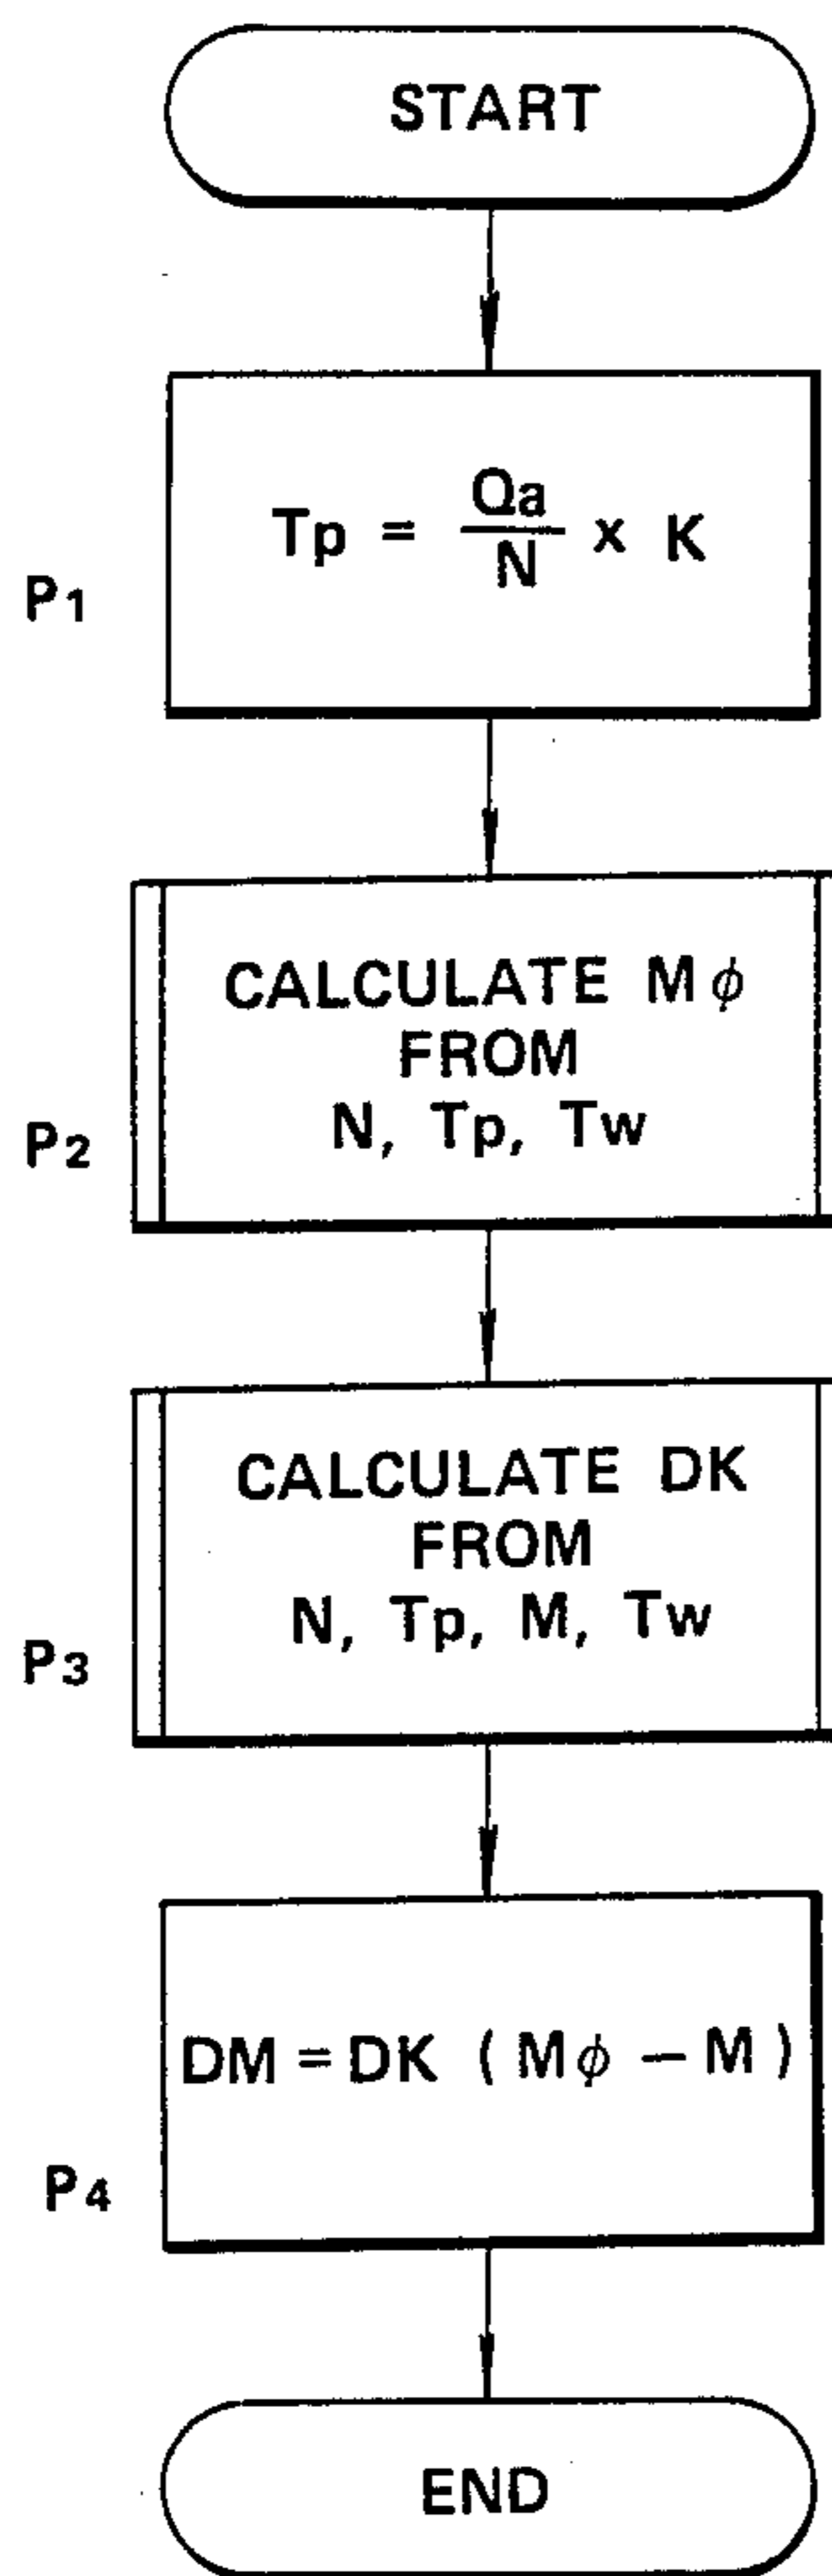 START
Tp = Qa/N x K
P1
CALCULATE Mϕ
FROM
N, Tp, Tw
P2
CALCULATE DK
FROM
N, Tp, M, Tw
P3
DM = DK ( Mϕ – M )
P4
END